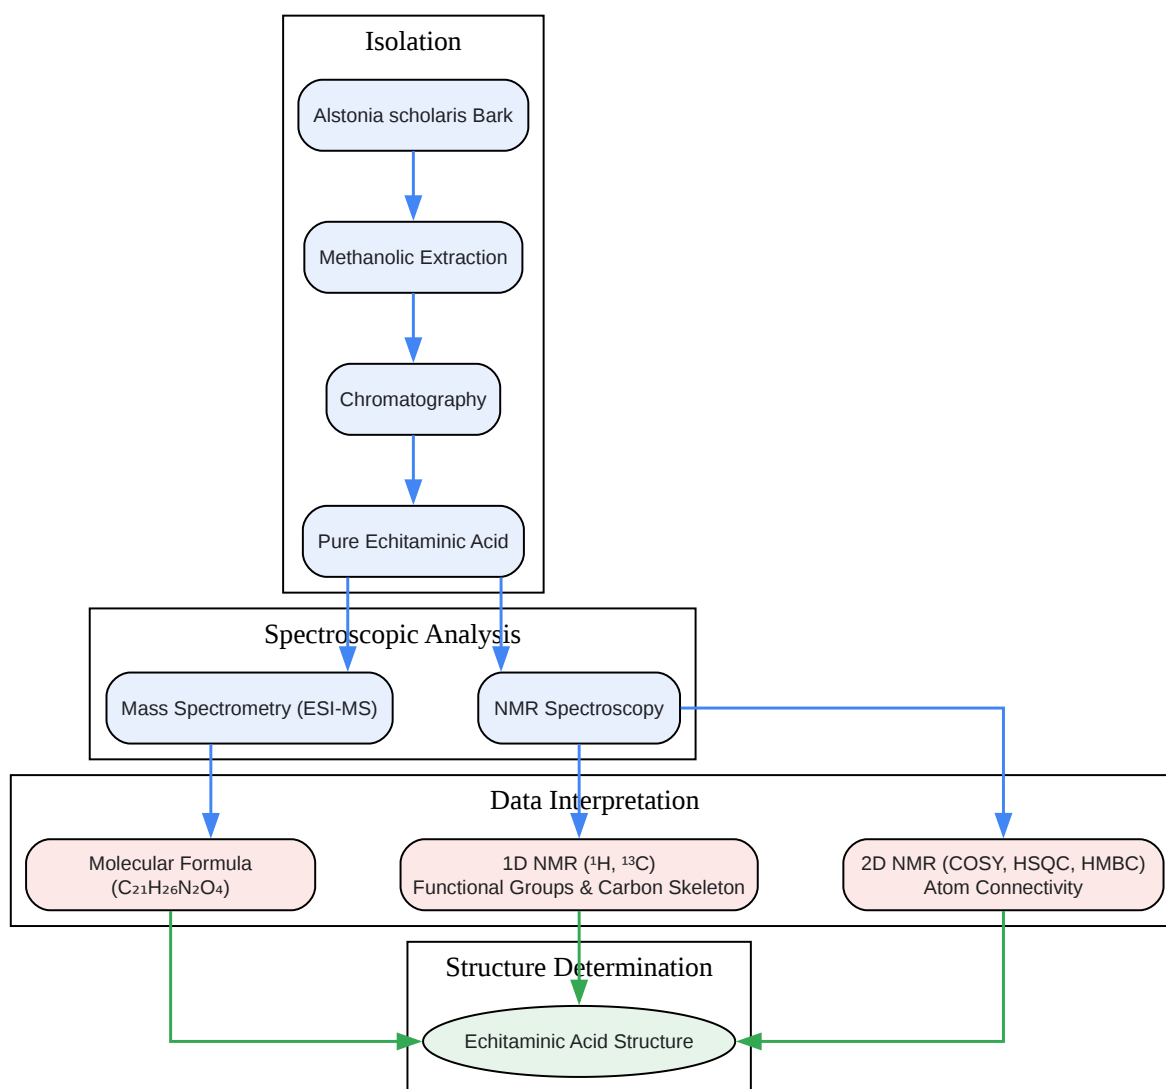 Isolation
Alstonia scholaris Bark
Methanolic Extraction
Chromatography
Pure Echitaminic Acid
Spectroscopic Analysis
Mass Spectrometry (ESI-MS)
NMR Spectroscopy
Data Interpretation
Molecular Formula
(C₂₁H₂₆N₂O₄)
1D NMR (¹H, ¹³C)
Functional Groups & Carbon Skeleton
2D NMR (COSY, HSQC, HMBC)
Atom Connectivity
Structure Determination
Echitaminic Acid Structure